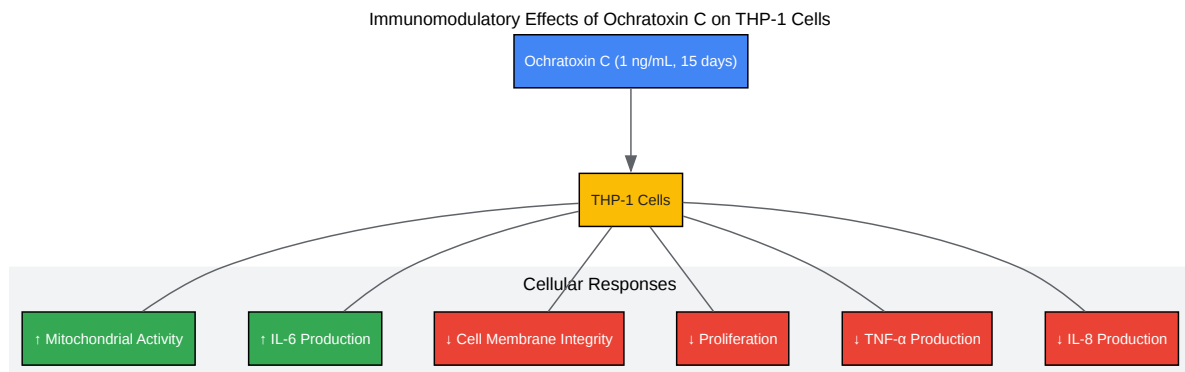 Immunomodulatory Effects of Ochratoxin C on THP-1 Cells
Ochratoxin C (1 ng/mL, 15 days)
THP-1 Cells
Cellular Responses
↑ Mitochondrial Activity
↑ IL-6 Production
↓ Cell Membrane Integrity
↓ Proliferation
↓ TNF-α Production
↓ IL-8 Production